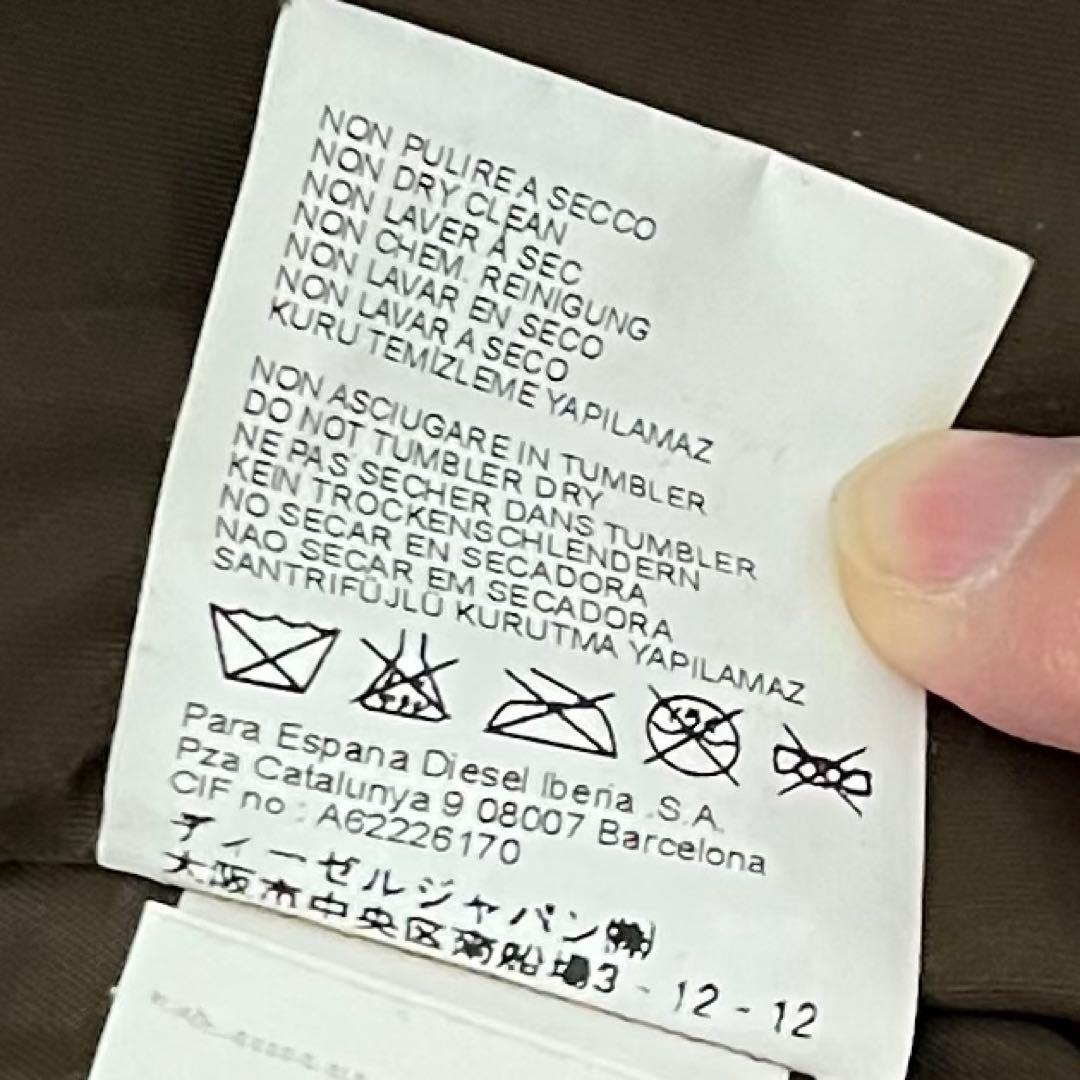 NON PULIRE A SECCO
NON DRY CLEAN
NON LAVER À SEC
NON CHEM. REINIGUNG
NON LAVAR EN SECO
NON LAVAR A SECO
KURU TEMİZLEME YAPILAMAZ
NON ASCIUGARE IN TUMBLER
DO NOT TUMBLER DRY
NE PAS SECHER DANS TUMBLER
KEIN TROCKENSCHLENDERN
NO SECAR EN SECADORA
NAO SECAR EM SECADORA
SANTRIFÜJLÜ KURUTMA YAPILAMAZ
Para Espana Diesel Iberia S.A.
Pza Catalunya 9 08007 Barcelona
CIF no : A62226170
ディーゼルジャパン㈱
大阪市中央区南船場3-12-12